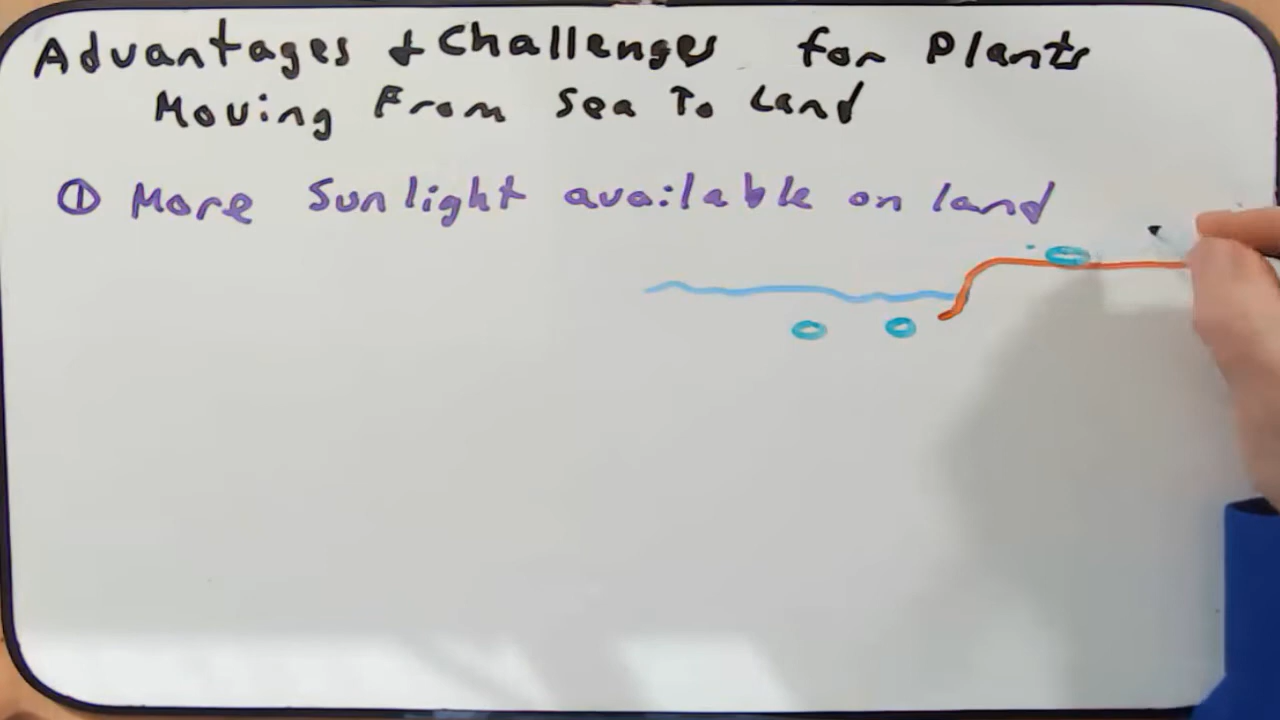 Advantages & Challenges for Plants
Moving From Sea To Land
① More Sunlight available on land